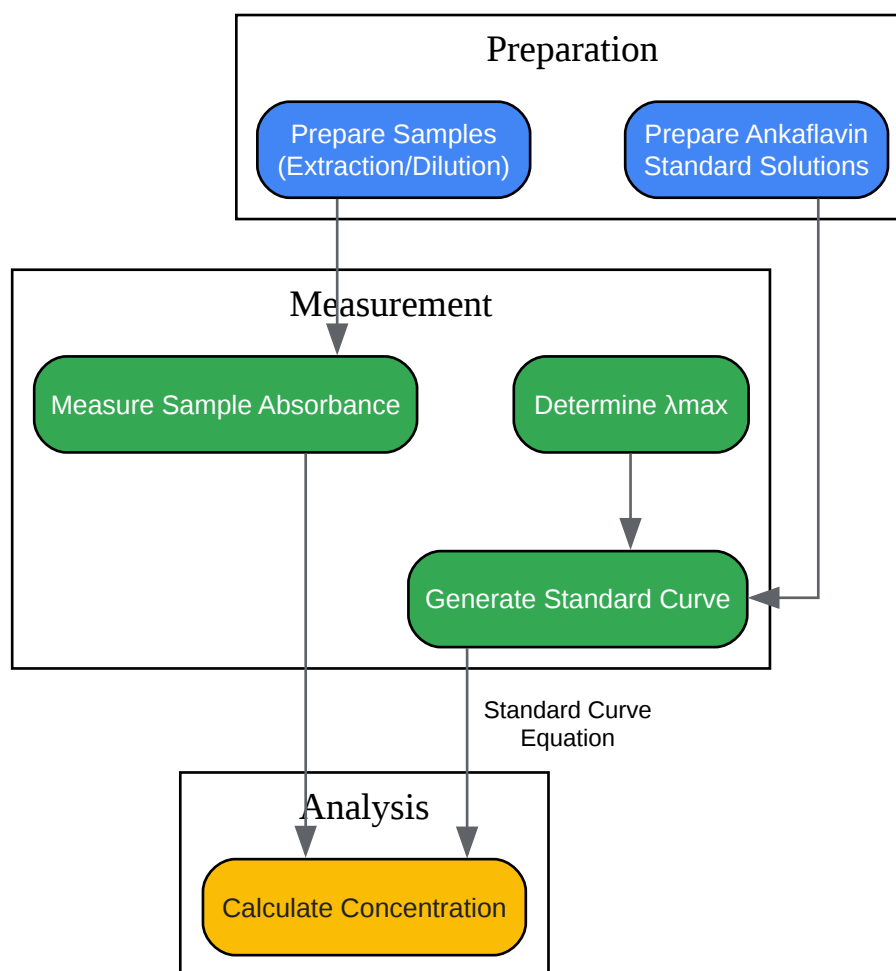 Preparation
Prepare Samples
(Extraction/Dilution)
Prepare Ankaflavin
Standard Solutions
Measurement
Measure Sample Absorbance
Determine λmax
Generate Standard Curve
Standard Curve
Equation
Analysis
Calculate Concentration